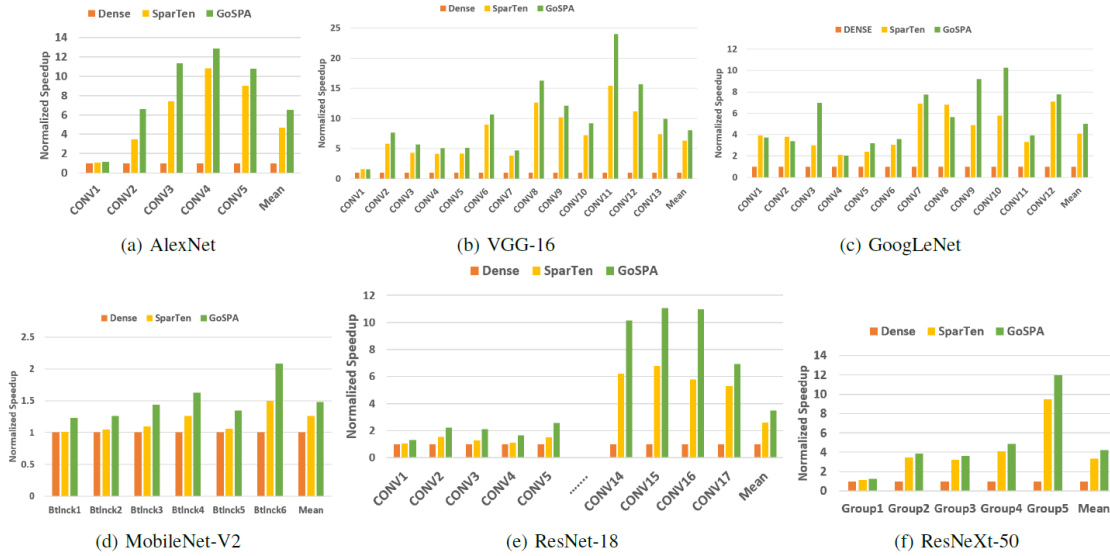 Dense SparTen GoSPA
Normalized Speedup
14
12
10
8
6
4
2
0
CONV1 CONV2 CONV3 CONV4 CONV5 Mean
(a) AlexNet
Dense SparTen GoSPA
Normalized Speedup
25
20
15
10
5
0
CONV1 CONV2 CONV3 CONV4 CONV5 CONV6 CONV7 CONV8 CONV9 CONV10 CONV11 CONV12 CONV13 Mean
(b) VGG-16
DENSE SparTen GoSPA
Normalized Speedup
12
10
8
6
4
2
0
CONV1 CONV2 CONV3 CONV4 CONV5 CONV6 CONV7 CONV8 CONV9 CONV10 CONV11 CONV12 Mean
(c) GoogLeNet
Dense SparTen GoSPA
Normalized Speedup
2.5
2
1.5
1
0.5
0
Btlnck1 Btlnck2 Btlnck3 Btlnck4 Btlnck5 Btlnck6 Mean
(d) MobileNet-V2
Dense SparTen GoSPA
Normalized Speedup
12
10
8
6
4
2
0
CONV1 CONV2 CONV3 CONV4 CONV5 ....... CONV14 CONV15 CONV16 CONV17 Mean
(e) ResNet-18
Dense SparTen GoSPA
Normalized Speedup
14
12
10
8
6
4
2
0
Group1 Group2 Group3 Group4 Group5 Mean
(f) ResNeXt-50